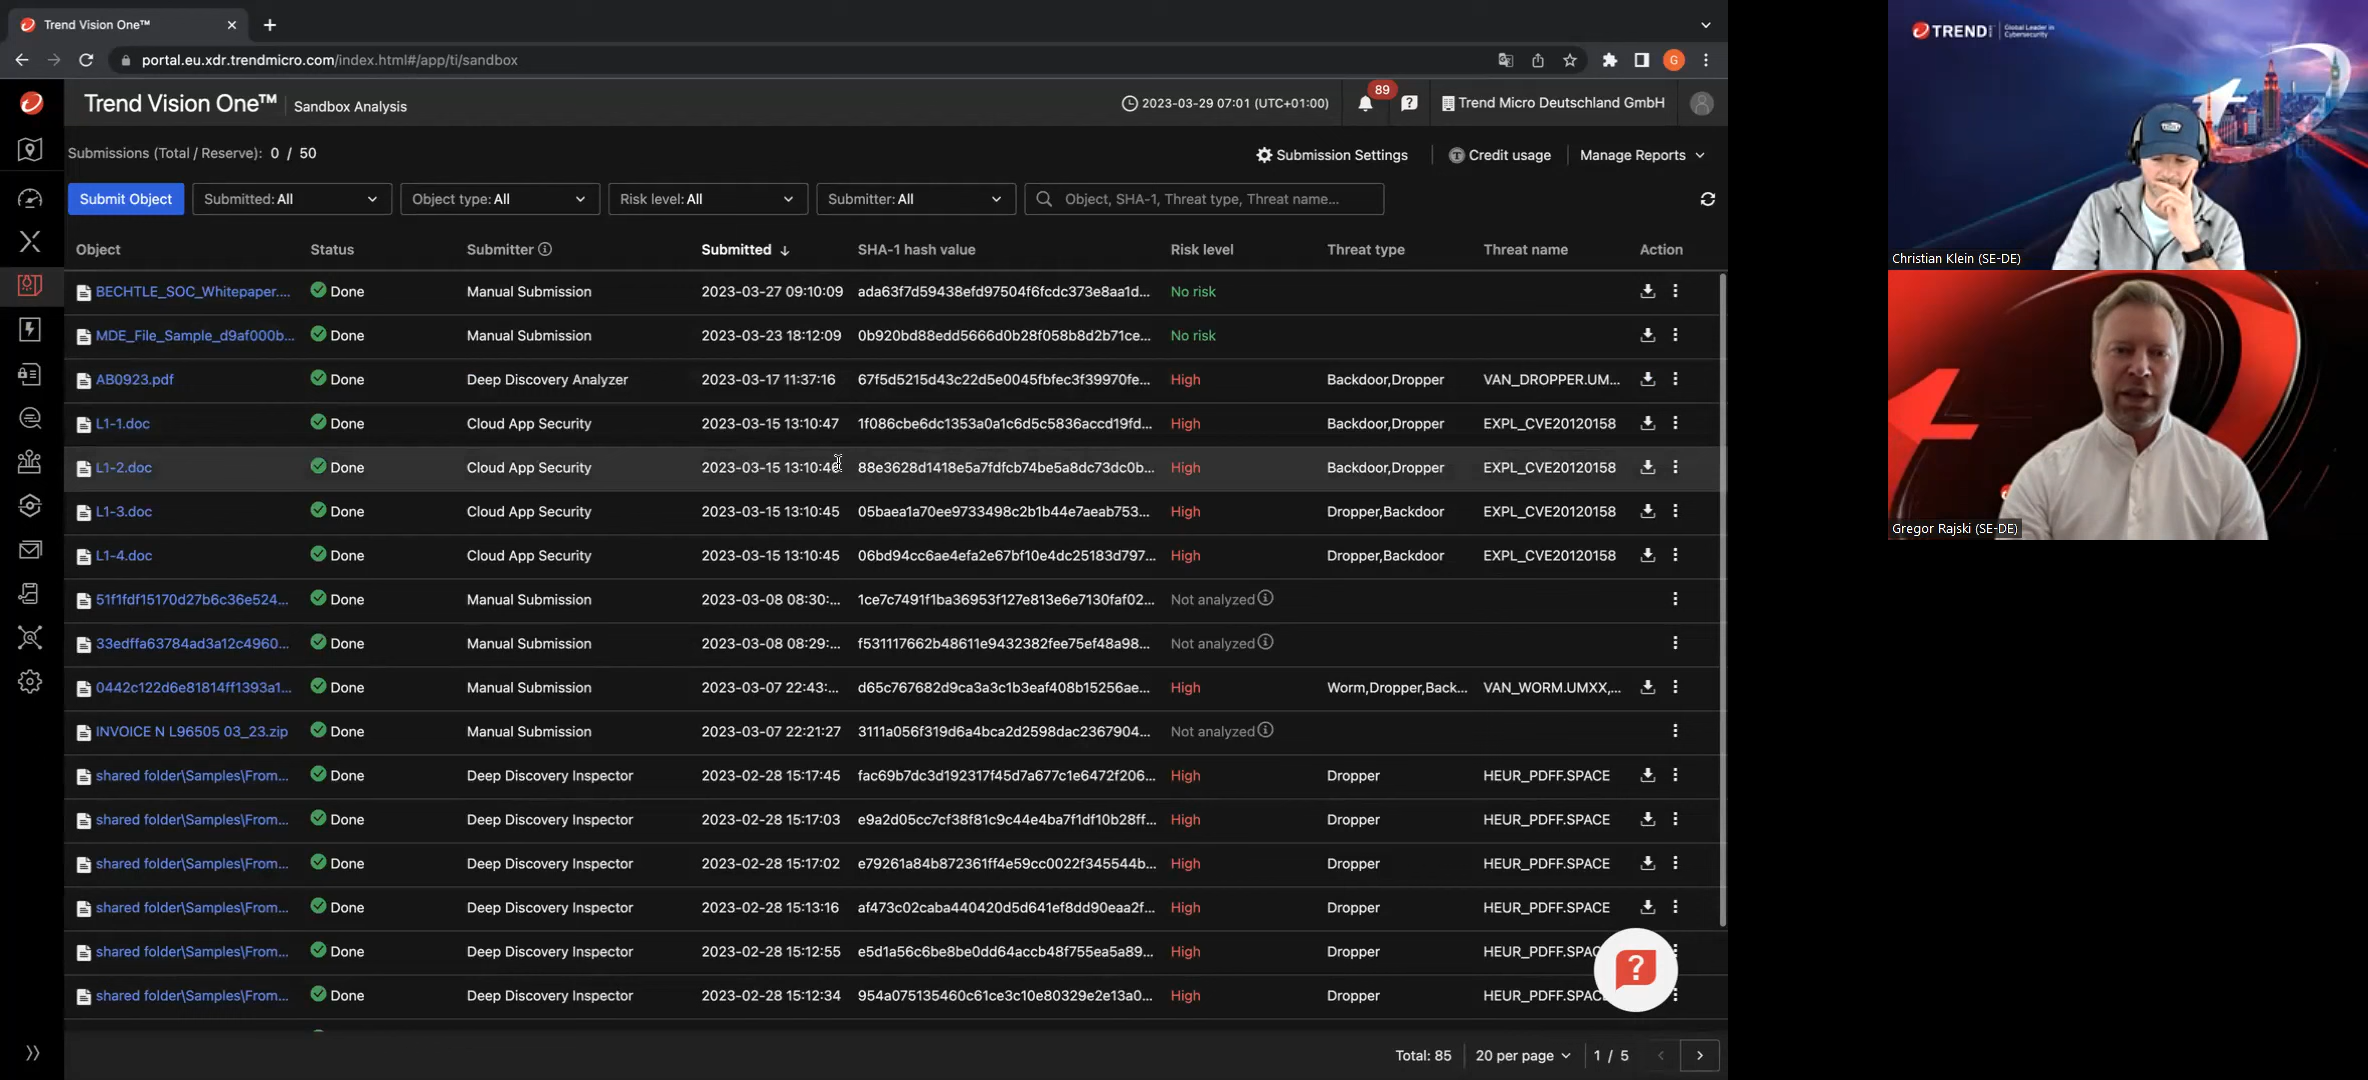 Trend Vision One™
portal.eu.xdr.trendmicro.com/index.html#/app/ti/sandbox
G
Trend Vision One™ Sandbox Analysis
2023-03-29 07:01 (UTC+01:00) 89 Trend Micro Deutschland GmbH
Submissions (Total / Reserve): 0 / 50
Submission Settings Credit usage Manage Reports
Submit Object Submitted: All Object type: All Risk level: All Submitter: All Object, SHA-1, Threat type, Threat name...
Object Status Submitter Submitted SHA-1 hash value Risk level Threat type Threat name Action
BECHTLE_SOC_Whitepaper.... Done Manual Submission 2023-03-27 09:10:09 ada63f7d59438efd97504f6fcdc373e8aa1d... No risk
MDE_File_Sample_d9af000b... Done Manual Submission 2023-03-23 18:12:09 0b920bd88edd5666d0b28f058b8d2b71ce... No risk
AB0923.pdf Done Deep Discovery Analyzer 2023-03-17 11:37:16 67f5d5215d43c22d5e0045fbfec3f39970fe... High Backdoor,Dropper VAN_DROPPER.UM...
L1-1.doc Done Cloud App Security 2023-03-15 13:10:47 1f086cbe6dc1353a0a1c6d5c5836accd19fd... High Backdoor,Dropper EXPL_CVE20120158
L1-2.doc Done Cloud App Security 2023-03-15 13:10:46 88e3628d1418e5a7fdfcb74be5a8dc73dc0b... High Backdoor,Dropper EXPL_CVE20120158
L1-3.doc Done Cloud App Security 2023-03-15 13:10:45 05baea1a70ee9733498c2b1b44e7aeab753... High Dropper,Backdoor EXPL_CVE20120158
L1-4.doc Done Cloud App Security 2023-03-15 13:10:45 06bd94cc6ae4efa2e67bf10e4dc25183d797... High Dropper,Backdoor EXPL_CVE20120158
51f1fdf15170d27b6c36e524... Done Manual Submission 2023-03-08 08:30:... 1ce7c7491f1ba36953f127e813e6e7130faf02... Not analyzed
33edffa63784ad3a12c4960... Done Manual Submission 2023-03-08 08:29:... f531117662b48611e9432382fee75ef48a98... Not analyzed
0442c122d6e81814ff1393a1... Done Manual Submission 2023-03-07 22:43:... d65c767682d9ca3a3c1b3eaf408b15256ae... High Worm,Dropper,Back... VAN_WORM.UMXX,...
INVOICE N L96505 03_23.zip Done Manual Submission 2023-03-07 22:21:27 3111a056f319d6a4bca2d2598dac2367904... Not analyzed
shared folder\Samples\From... Done Deep Discovery Inspector 2023-02-28 15:17:45 fac69b7dc3d192317f45d7a677c1e6472f206... High Dropper HEUR_PDFF.SPACE
shared folder\Samples\From... Done Deep Discovery Inspector 2023-02-28 15:17:03 e9a2d05cc7cf38f81c9c44e4ba7f1df10b28ff... High Dropper HEUR_PDFF.SPACE
shared folder\Samples\From... Done Deep Discovery Inspector 2023-02-28 15:17:02 e79261a84b872361ff4e59cc0022f345544b... High Dropper HEUR_PDFF.SPACE
shared folder\Samples\From... Done Deep Discovery Inspector 2023-02-28 15:13:16 af473c02caba440420d5d641ef8dd90eaa2f... High Dropper HEUR_PDFF.SPACE
shared folder\Samples\From... Done Deep Discovery Inspector 2023-02-28 15:12:55 e5d1a56c6be8be0dd64accb48f755ea5a89... High Dropper HEUR_PDFF.SPAC
shared folder\Samples\From... Done Deep Discovery Inspector 2023-02-28 15:12:34 954a075135460c61ce3c10e80329e2e13a0... High Dropper HEUR_PDFF.SPAC
Total: 85 20 per page 1 / 5
TREND Global Leader in
Cybersecurity
Christian Klein (SE-DE)
Gregor Rajski (SE-DE)